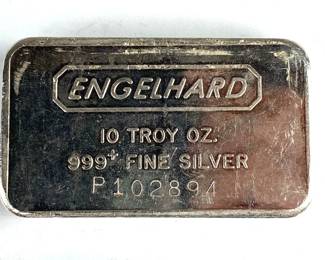 ENGELHARD
10 TROY OZ.
999+ FINE SILVER
P102894